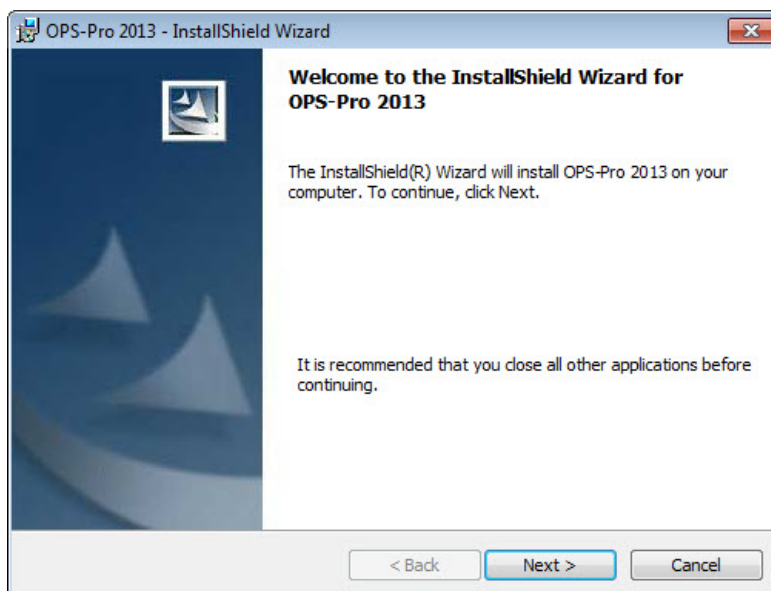 OPS-Pro 2013 - InstallShield Wizard
Welcome to the InstallShield Wizard for
OPS-Pro 2013
The InstallShield(R) Wizard will install OPS-Pro 2013 on your
computer. To continue, click Next.
It is recommended that you close all other applications before
continuing.
< Back
Next >
Cancel